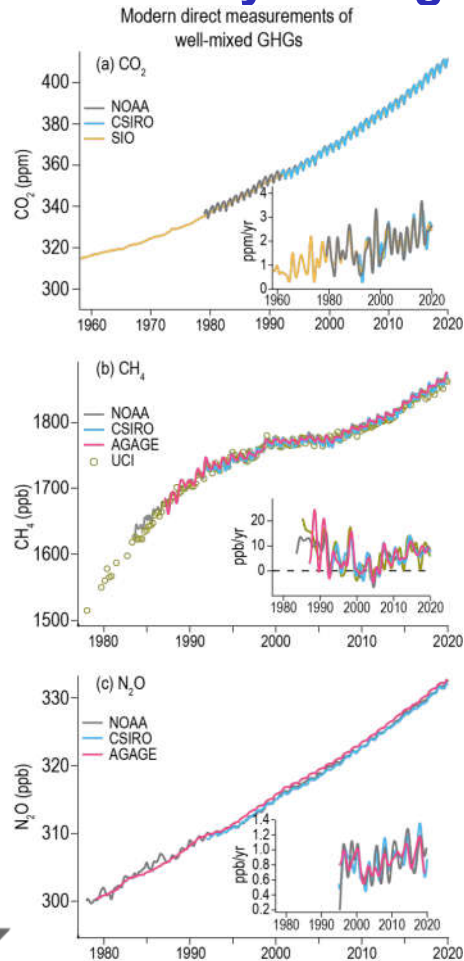 Modern direct measurements of
well-mixed GHGs
(a) CO₂
NOAA
CSIRO
SIO
CO₂ (ppm)
400
380
360
340
320
300
ppm/yr
4
3
2
1
0
1960
1980
2000
2020
1960
1970
1980
1990
2000
2010
2020
(b) CH₄
NOAA
CSIRO
AGAGE
UCI
CH₄ (ppb)
1800
1700
1600
1500
ppb/yr
20
10
0
1980
1990
2000
2010
2020
1980
1990
2000
2010
2020
(c) N₂O
NOAA
CSIRO
AGAGE
N₂O (ppb)
330
320
310
300
ppb/yr
1.4
1.2
1.0
0.8
0.6
0.4
0.2
1980
1990
2000
2010
2020
1980
1990
2000
2010
2020